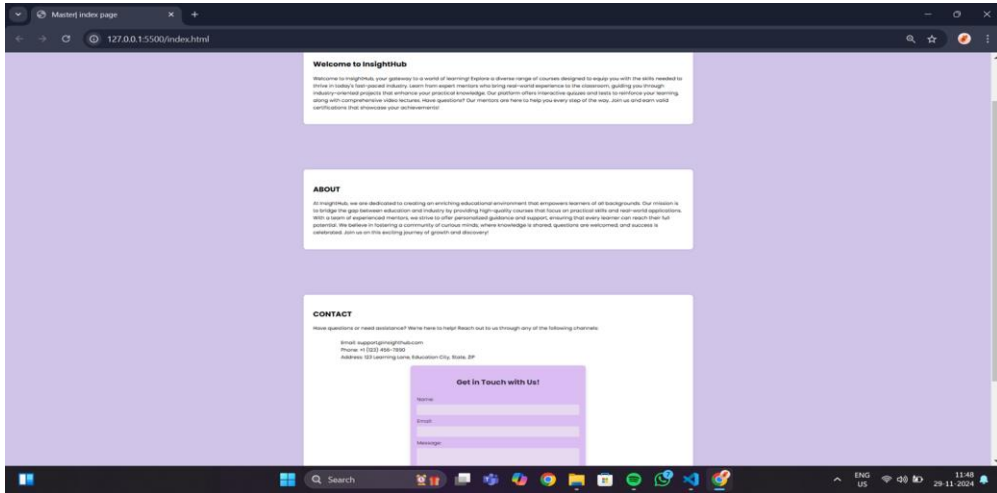 Master| index page
127.0.0.1:5500/index.html
Welcome to InsightHub
Welcome to InsightHub, your gateway to a world of learning! Explore a diverse range of courses designed to equip you with the skills needed to
thrive in today's fast-paced industry. Learn from expert mentors who bring real-world experience to the classroom, guiding you through
industry-oriented projects that enhance your practical knowledge. Our platform offers interactive quizzes and tests to reinforce your learning,
along with comprehensive video lectures. Have questions? Our mentors are here to help you every step of the way. Join us and earn valid
certifications that showcase your achievements!
ABOUT
At InsightHub, we are dedicated to creating an enriching educational environment that empowers learners of all backgrounds. Our mission is
to bridge the gap between education and industry by providing high-quality courses that focus on practical skills and real-world applications.
With a team of experienced mentors, we strive to offer personalized guidance and support, ensuring that every learner can reach their full
potential. We believe in fostering a community of curious minds, where knowledge is shared, questions are welcomed, and success is
celebrated. Join us on this exciting journey of growth and discovery!
CONTACT
Have questions or need assistance? We're here to help! Reach out to us through any of the following channels:
Email: support@insighthub.com
Phone: +1 (123) 456-7890
Address: 123 Learning Lane, Education City, State, ZIP
Get in Touch with Us!
Name:
Email:
Message:
Search
7
ENG
US
11:48
29-11-2024